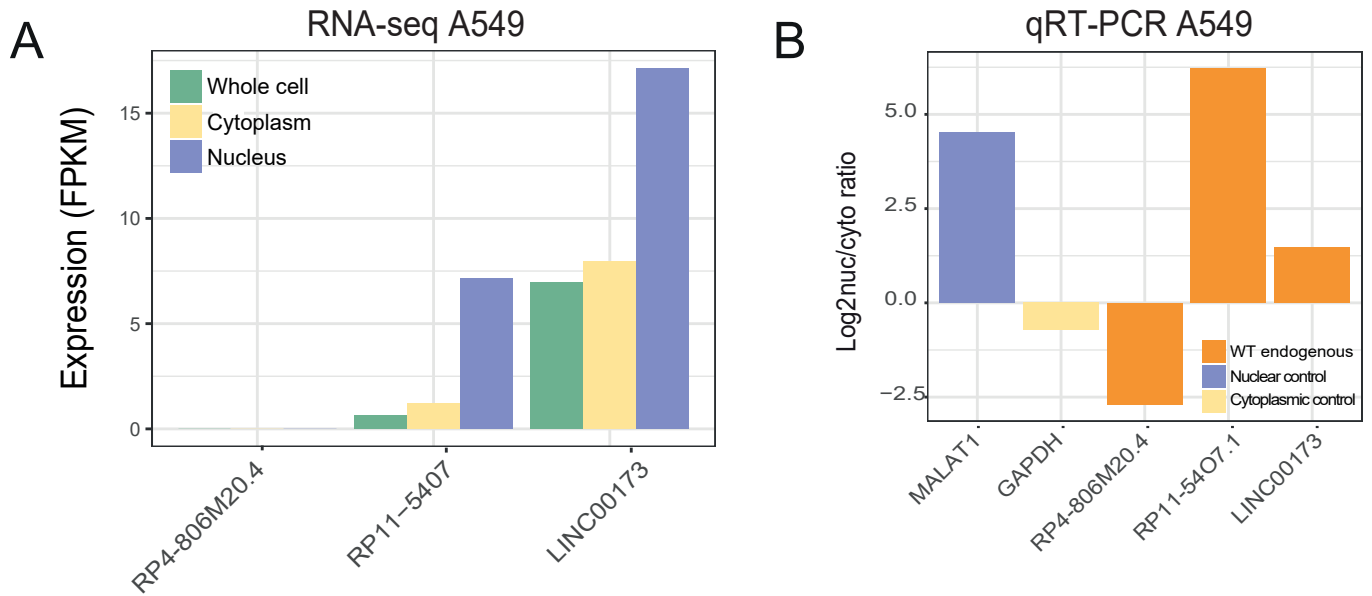 A
RNA-seq A549
Expression (FPKM)
15
10
5
0
Whole cell
Cytoplasm
Nucleus
RP4-806M20.4
RP11−5407
LINC00173
B
qRT-PCR A549
Log2nuc/cyto ratio
5.0
2.5
0.0
−2.5
WT endogenous
Nuclear control
Cytoplasmic control
MALAT1
GAPDH
RP4-806M20.4
RP11-54O7.1
LINC00173